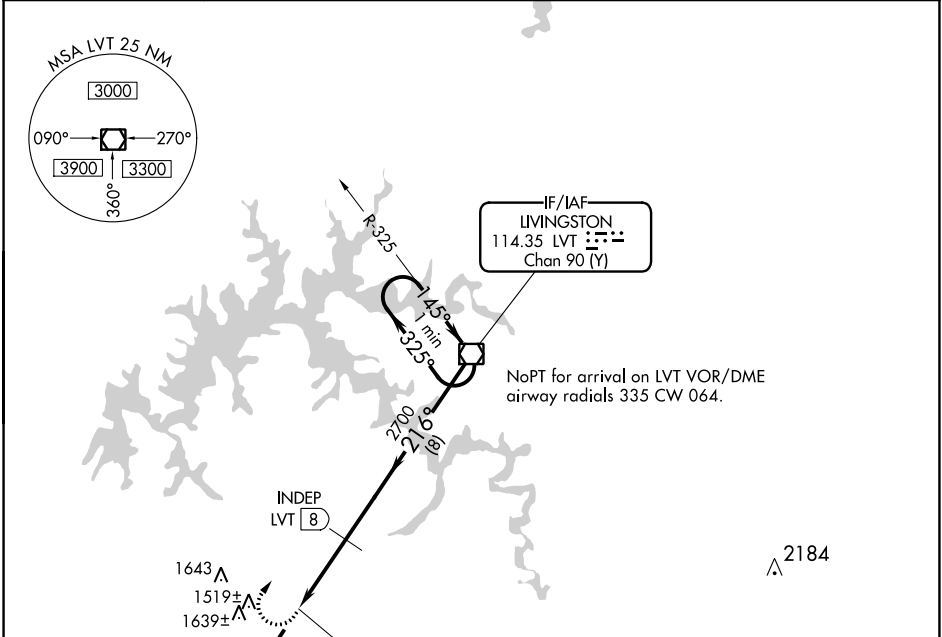 MSA LVT 25 NM
3000
090°
270°
3900
3300
360°
IF/IAF
LIVINGSTON
114.35 LVT
Chan 90 (Y)
R-325
145°
1 min
325°
NoPT for arrival on LVT VOR/DME
airway radials 335 CW 064.
2700
216°
(8)
INDEP
LVT 8
2184
1643
1519±
1639±